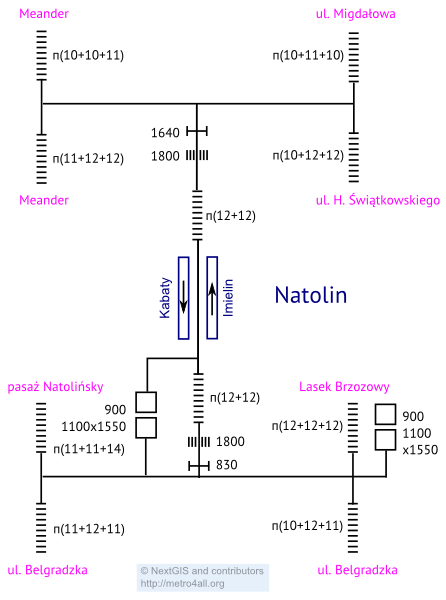 Meander
ul. Migdałowa
п(10+10+11)
п(10+11+10)
1640
1800
п(11+12+12)
п(10+12+12)
Meander
ul. H. Świątkowskiego
п(12+12)
Kabaty
Imielin
Natolin
pasaż Natolińsky
Lasek Brzozowy
п(12+12)
900
1100x1550
п(12+12+12)
900
1100
x1550
п(11+11+14)
1800
830
п(11+12+11)
п(10+12+11)
ul. Belgradzka
ul. Belgradzka
© NextGIS and contributors
http://metro4all.org